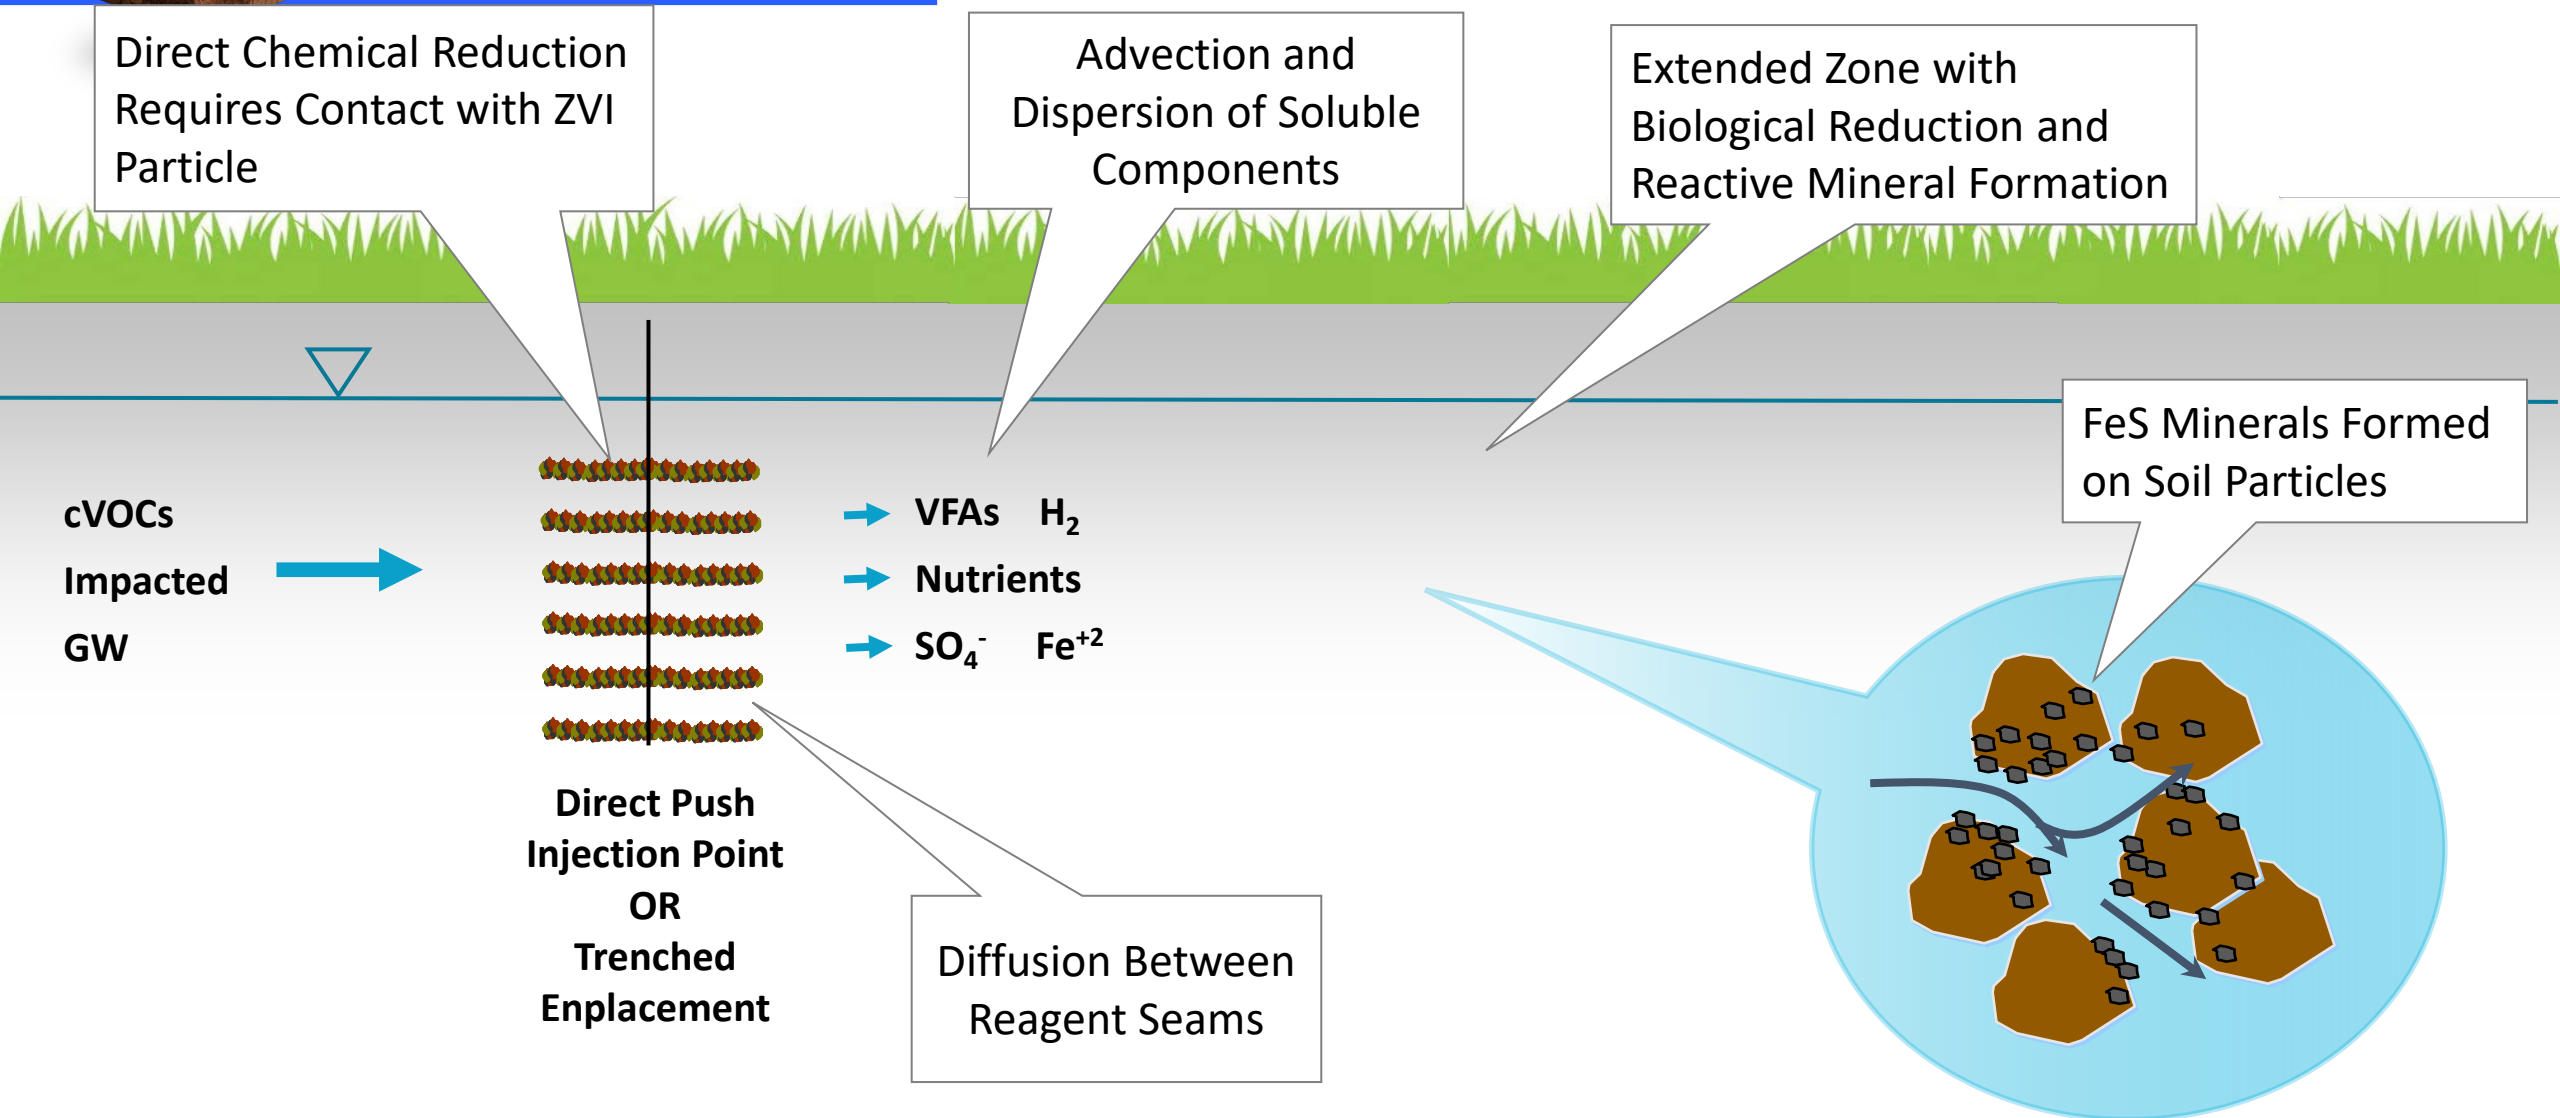 Direct Chemical Reduction
Requires Contact with ZVI
Particle
Advection and
Dispersion of Soluble
Components
Extended Zone with
Biological Reduction and
Reactive Mineral Formation
FeS Minerals Formed
on Soil Particles
cVOCs
Impacted
GW
VFAs H₂
Nutrients
SO₄⁻ Fe⁺²
Direct Push
Injection Point
OR
Trenched
Enplacement
Diffusion Between
Reagent Seams